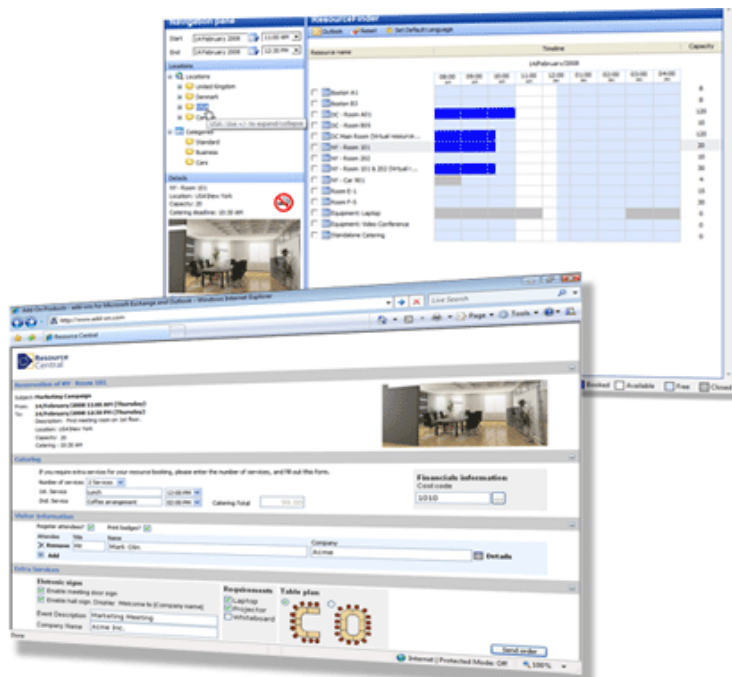 Navigation pane
Start 14 February 2008 11:00 AM
End 14 February 2008 12:30 PM
Locations
Locations
United Kingdom
Denmark
USA
USA: Use +/- to expand/collapse
Categories
Standard
Business
Cars
Details
NY - Room 101
Location: USA\New York
Capacity: 20
Catering deadline: 10:30 AM
ResourceFinder
Outlook Reset Set Default Language
Resource name Timeline Capacity
14/February/2008
08:00 09:00 10:00 11:00 12:00 01:00 02:00 03:00 04:00
Boston A1 8
Boston B3 8
DC - Room A01 120
DC - Room B05 10
DC Main Room (Virtual resource... 120
NY - Room 101 20
NY - Room 202 10
NY - Room 101 & 202 (Virtual r... 30
NY - Car 901 4
Room E-L 15
Room F-S 30
Equipment: Laptop 0
Equipment: Video Conference 0
Standalone Catering 0
Booked Available Free Closed
Add-On Products - add-ons for Microsoft Exchange and Outlook - Windows Internet Explorer
http://www.add-on.com
Live Search
Resource Central
Page Tools
Resource
Central
Reservation of NY - Room 101
Subject: Marketing Campaign
From: 14/February/2008 11:00 AM (Thursday)
To: 14/February/2008 12:30 PM (Thursday)
Description: First meeting room on 1st floor.
Location: USA\New York
Capacity: 20
Catering : 10:30 AM
Catering
If you require extra services for your resource booking, please enter the number of services, and fill out this form.
Number of services 2 Services
1st. Service Lunch 12:00 PM
2nd. Service Coffee arrangement 02:00 PM Catering Total
Financials information
Cost code
1010 ...
Visitor Information
Register attendees? Print badges?
Attendee Title Name Company
Remove Mr Mark Olin Acme Details
Add
Extra Services
Eletronic signs
Enable meeting door sign
Enable hall sign. Display: Welcome to [Company name]
Event Description Marketing Meeting
Company Name Acme Inc.
Requirements
Laptop
Projector
Whiteboard
Table plan
Send order
Done
Internet | Protected Mode: Off 100%